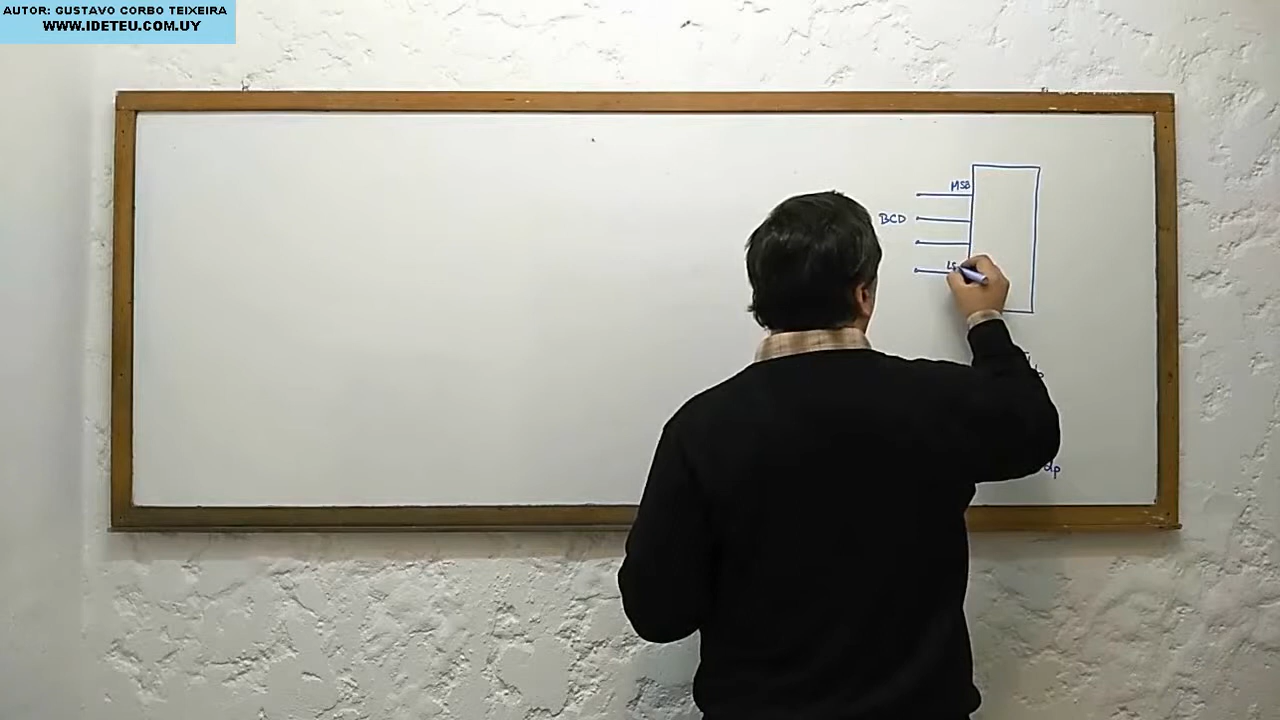 AUTOR: GUSTAVO CORBO TEIXEIRA
WWW.IDETEU.COM.UY
MSB
BCD